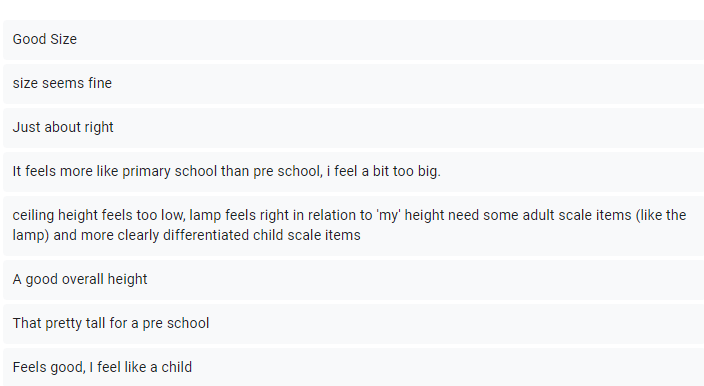 Good Size
size seems fine
Just about right
It feels more like primary school than pre school, i feel a bit too big.
ceiling height feels too low, lamp feels right in relation to 'my' height need some adult scale items (like the
lamp) and more clearly differentiated child scale items
A good overall height
That pretty tall for a pre school
Feels good, I feel like a child